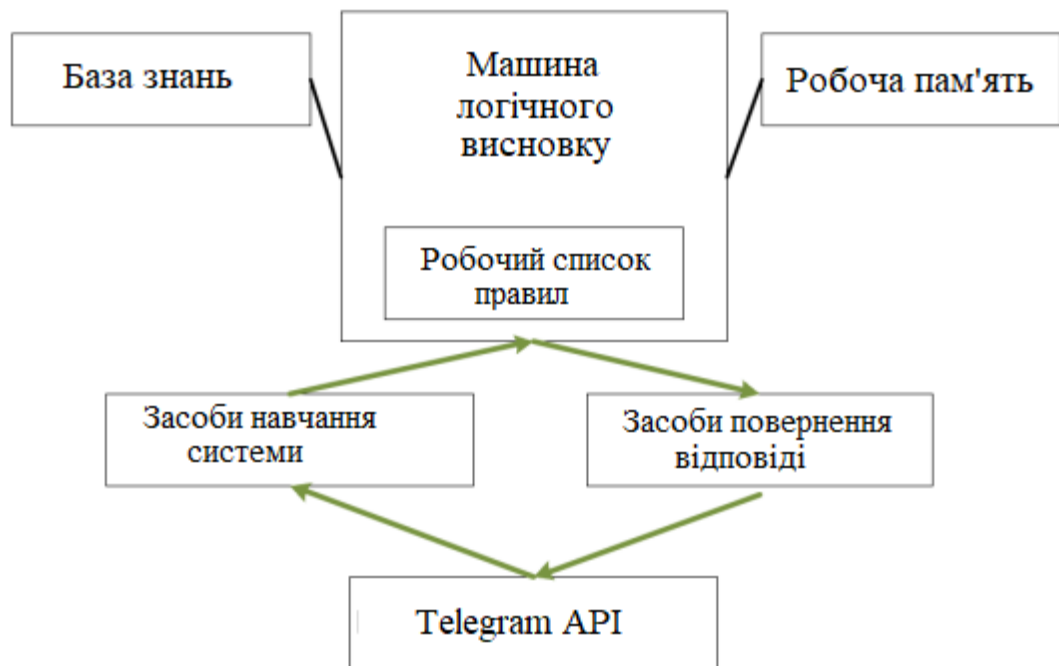 База знань
Машина
логічного
висновку
Робоча пам'ять
Робочий список
правил
Засоби навчання
системи
Засоби повернення
відповіді
Telegram API